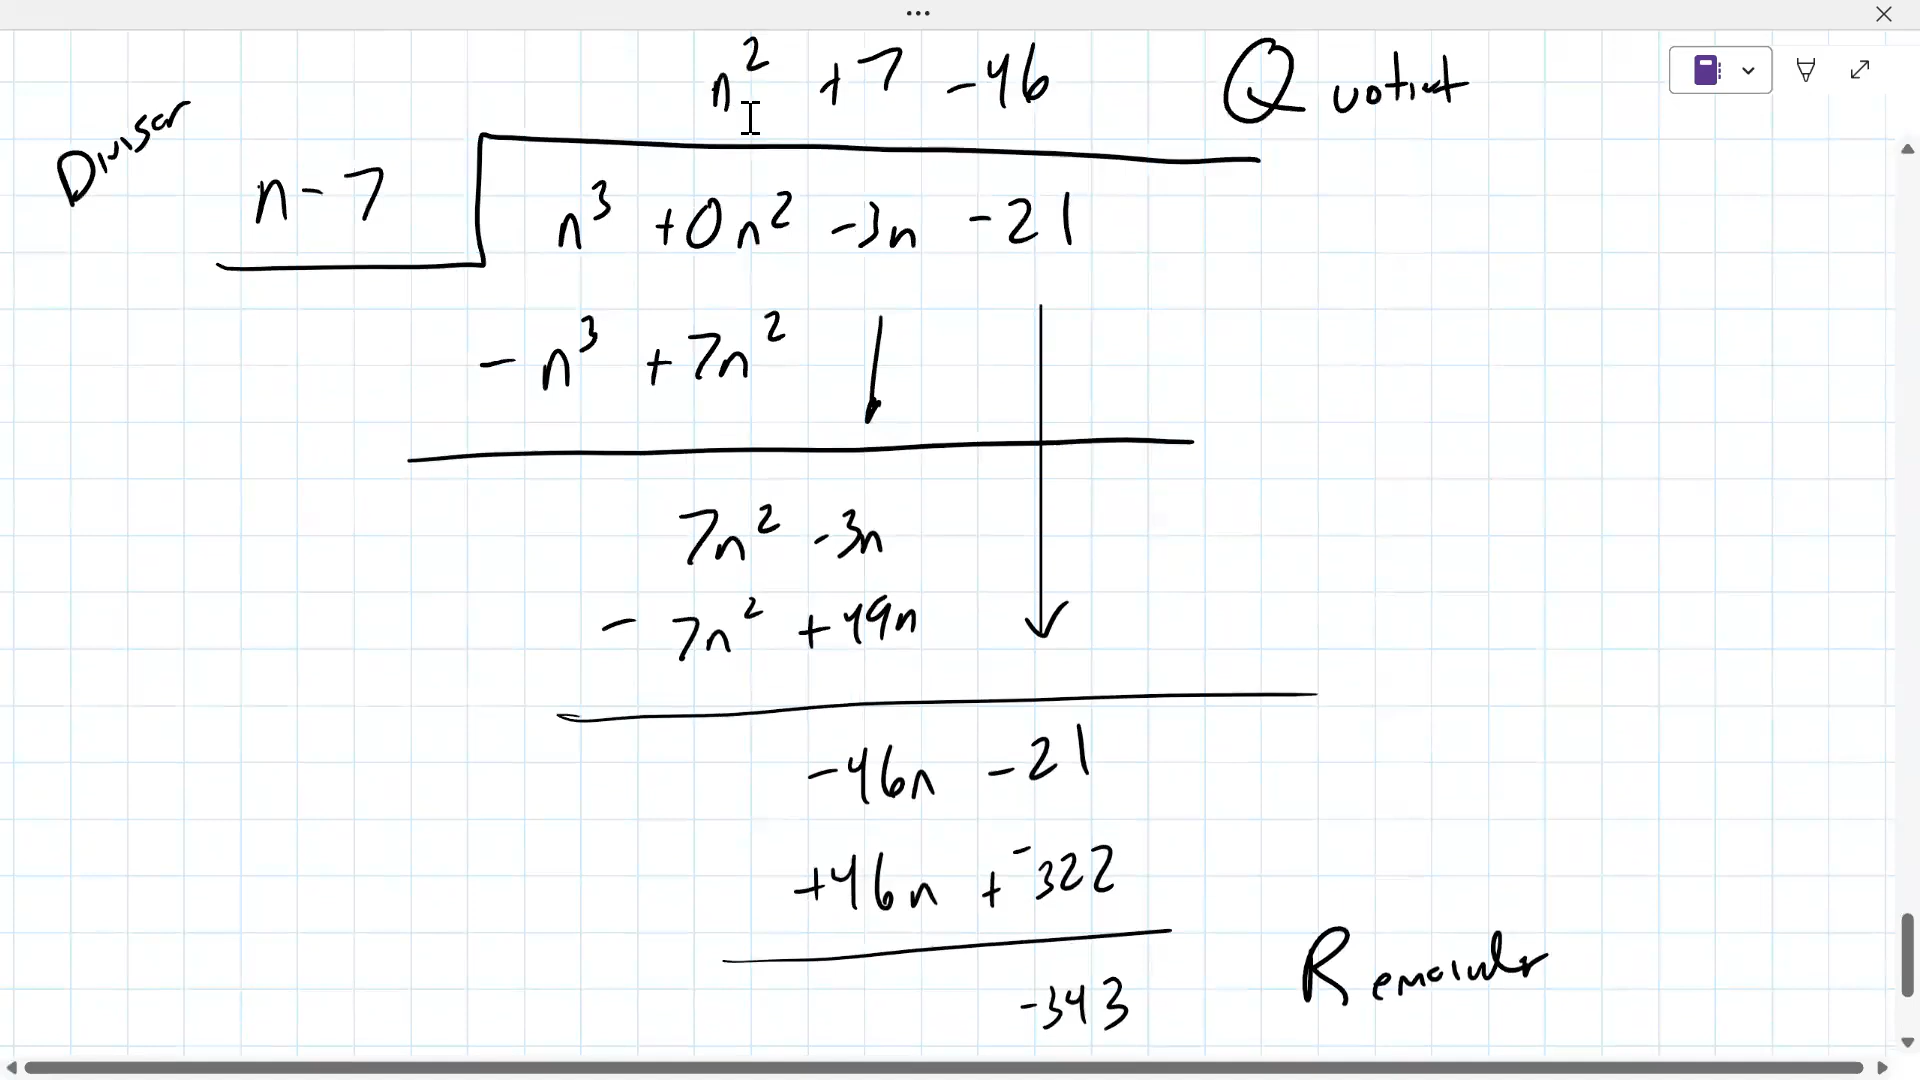 n² +7 -46 Quotient
Divisor
n-7 n³ +0n² -3n -21
- n³ +7n²
7n² -3n
- 7n² +49n
-46n -21
+46n + ⁻322
-343 Remainder